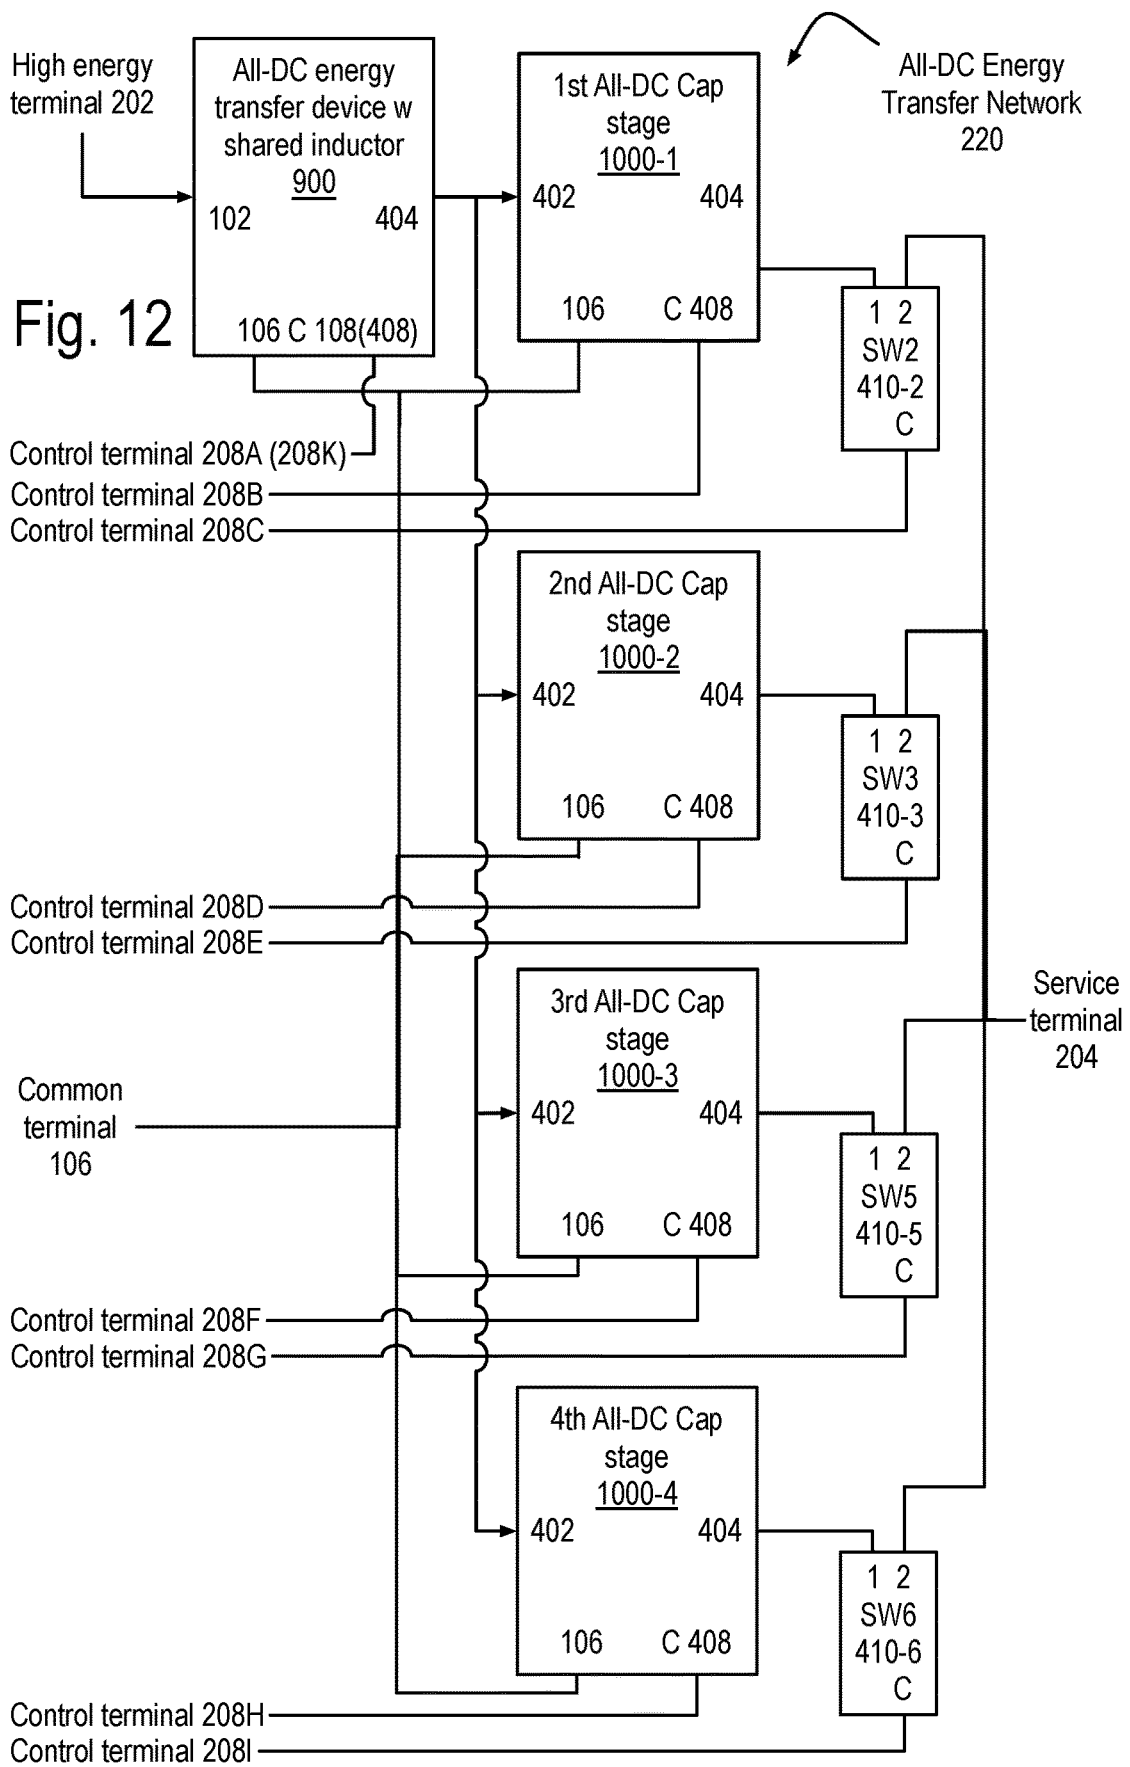 High energy
terminal 202
All-DC energy
transfer device w
shared inductor
900
102
404
106 C 108(408)
1st All-DC Cap
stage
1000-1
402
404
106
C 408
All-DC Energy
Transfer Network
220
Fig. 12
1 2
SW2
410-2
C
Control terminal 208A (208K)
Control terminal 208B
Control terminal 208C
2nd All-DC Cap
stage
1000-2
402
404
106
C 408
1 2
SW3
410-3
C
Control terminal 208D
Control terminal 208E
3rd All-DC Cap
stage
1000-3
402
404
106
C 408
Service
terminal
204
Common
terminal
106
1 2
SW5
410-5
C
Control terminal 208F
Control terminal 208G
4th All-DC Cap
stage
1000-4
402
404
106
C 408
1 2
SW6
410-6
C
Control terminal 208H
Control terminal 208I